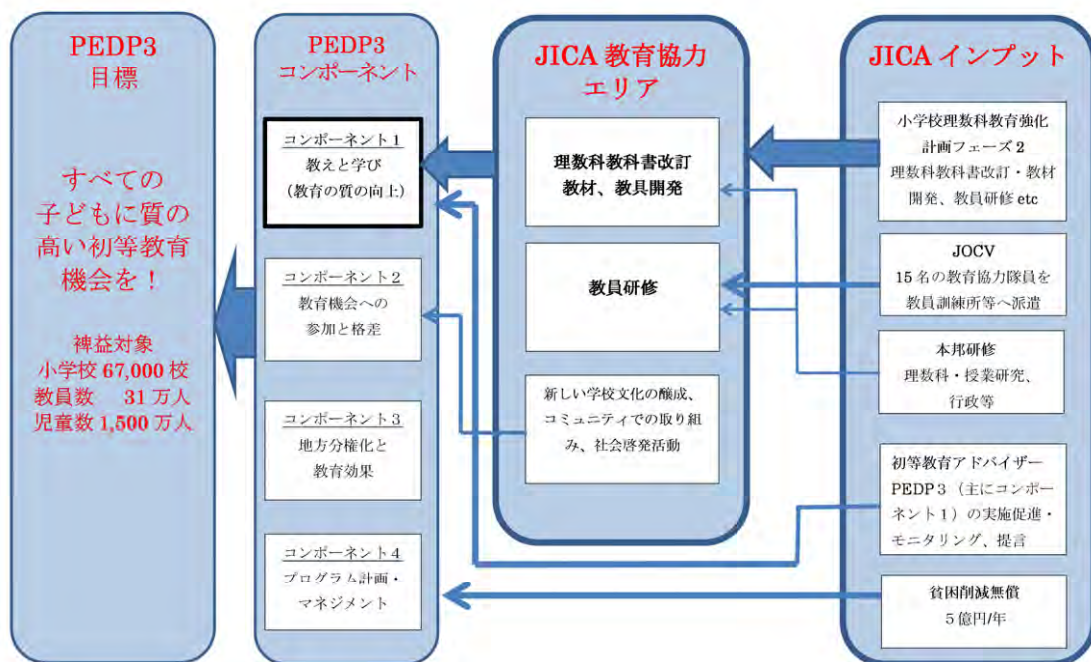 PEDP3
目標
すべての
子どもに質の
高い初等教育
機会を！
裨益対象
小学校 67,000 校
教員数 31 万人
児童数 1,500 万人
PEDP3
コンポーネント
コンポーネント１
教えと学び
（教育の質の向上）
コンポーネント２
教育機会への
参加と格差
コンポーネント３
地方分権化と
教育効果
コンポーネント４
プログラム計画・
マネジメント
JICA 教育協力
エリア
理数科教科書改訂
教材、教具開発
教員研修
新しい学校文化の醸成、
コミュニティでの取り組
み、社会啓発活動
JICA インプット
小学校理数科教育強化
計画フェーズ 2
理数科教科書改訂・教材
開発、教員研修 etc
JOCV
15 名の教育協力隊員を
教員訓練所等へ派遣
本邦研修
理数科・授業研究、
行政等
初等教育アドバイザー
PEDP３（主にコンポー
ネント１）の実施促進・
モニタリング、提言
貧困削減無償
５億円/年